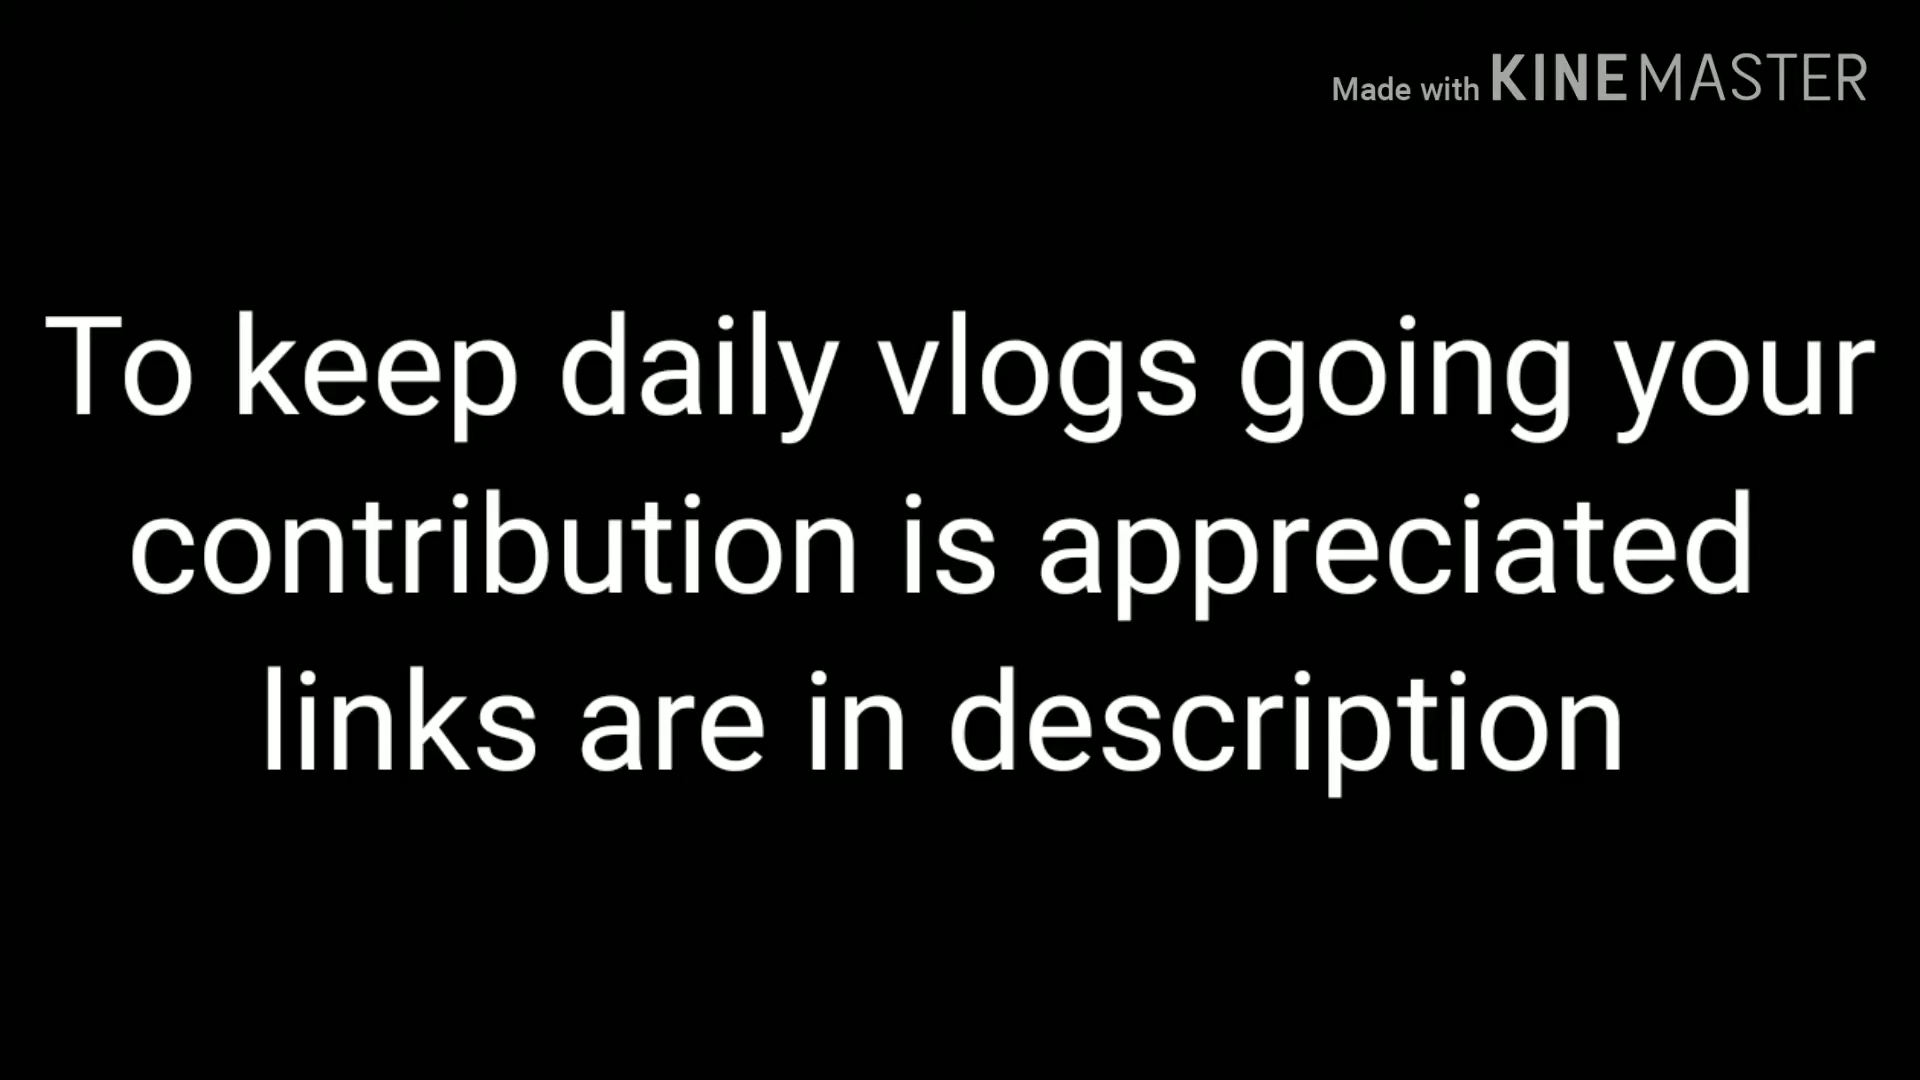 Made with KINEMASTER
To keep daily vlogs going your
contribution is appreciated
links are in description